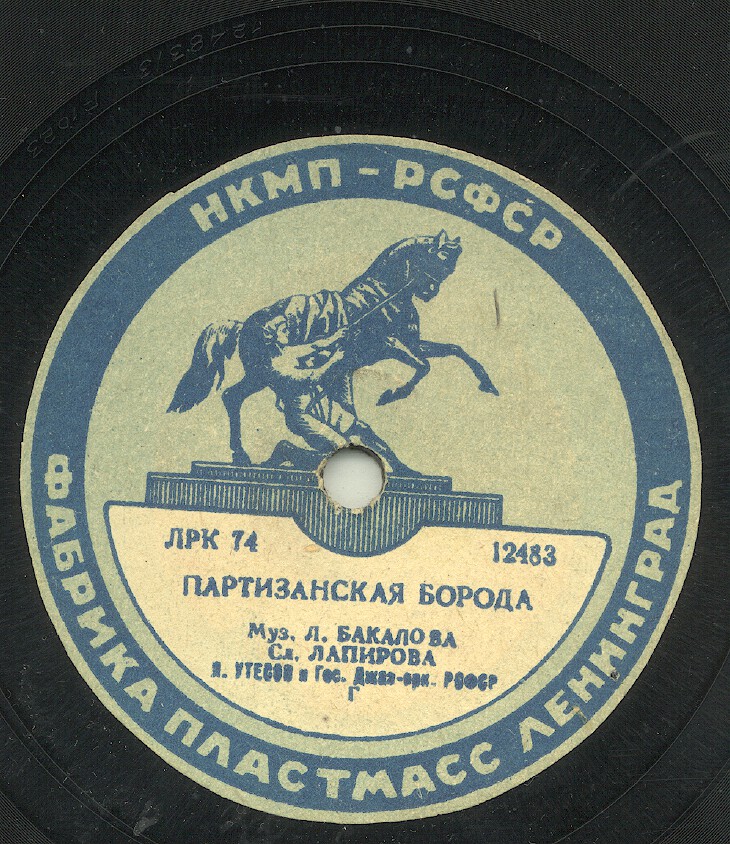 НКМП - РСФСР
ЛРК 74
12483
ПАРТИЗАНСКАЯ БОРОДА
Муз. Л. БАКАЛОВА
Сл. ЛАПИРОВА
Л. УТЕСОВ и Гос. Джаз-орк. РСФСР
Г
ФАБРИКА ПЛАСТМАСС ЛЕНИНГРАД